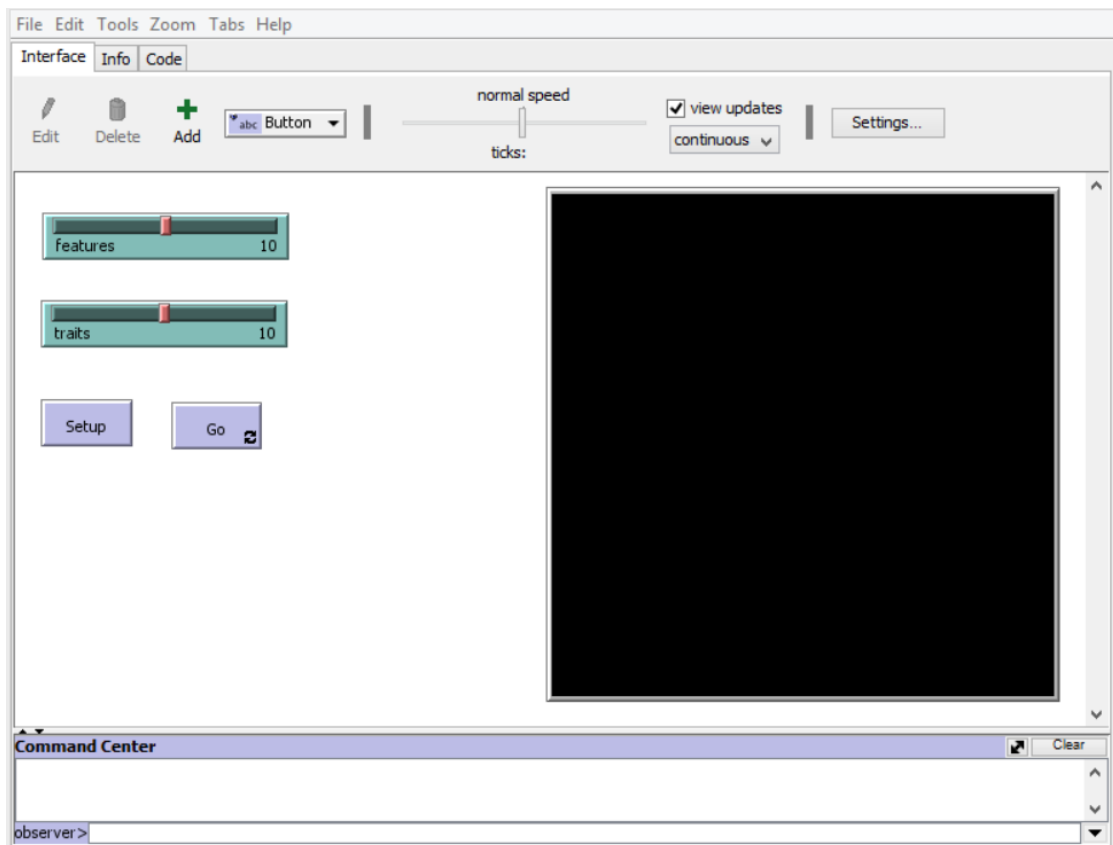 File Edit Tools Zoom Tabs Help
Interface Info Code
normal speed
Edit Delete Add abc Button view updates Settings...
continuous
ticks:
features 10
traits 10
Setup Go
Command Center Clear
observer>